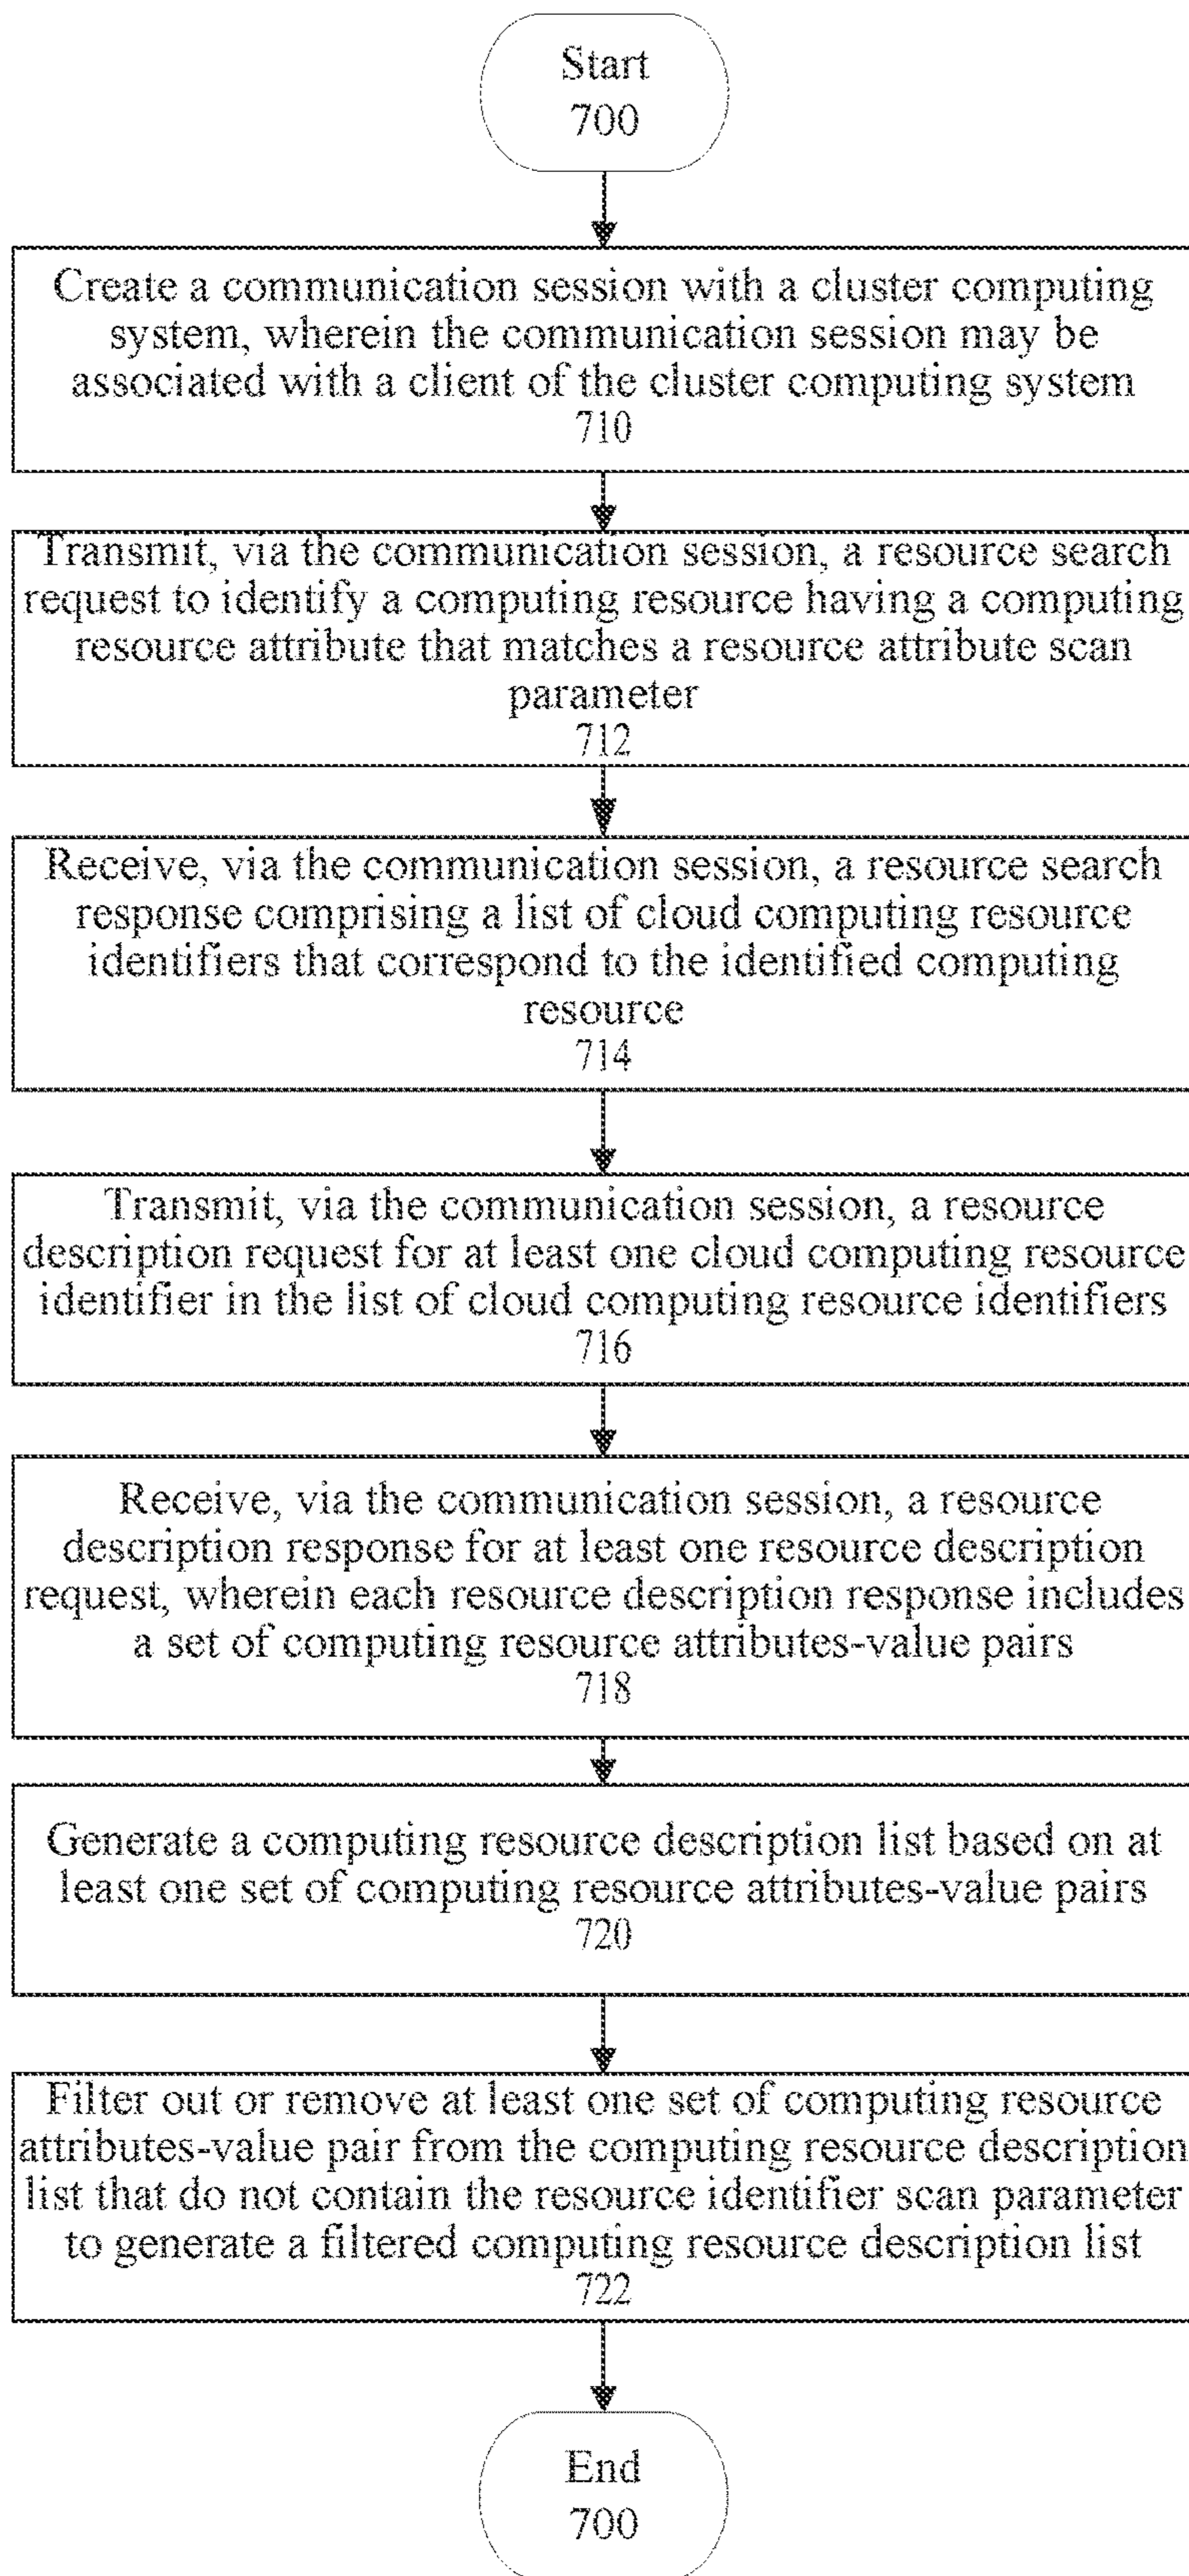 Start
700
Create a communication session with a cluster computing
system, wherein the communication session may be
associated with a client of the cluster computing system
710
Transmit, via the communication session, a resource search
request to identify a computing resource having a computing
resource attribute that matches a resource attribute scan
parameter
712
Receive, via the communication session, a resource search
response comprising a list of cloud computing resource
identifiers that correspond to the identified computing
resource
714
Transmit, via the communication session, a resource
description request for at least one cloud computing resource
identifier in the list of cloud computing resource identifiers
716
Receive, via the communication session, a resource
description response for at least one resource description
request, wherein each resource description response includes
a set of computing resource attributes-value pairs
718
Generate a computing resource description list based on at
least one set of computing resource attributes-value pairs
720
Filter out or remove at least one set of computing resource
attributes-value pair from the computing resource description
list that do not contain the resource identifier scan parameter
to generate a filtered computing resource description list
722
End
700